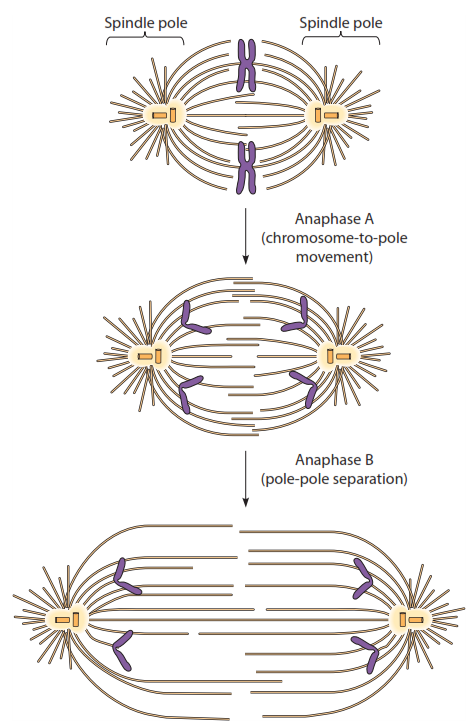 Spindle pole
Spindle pole
Anaphase A
(chromosome-to-pole
movement)
Anaphase B
(pole-pole separation)